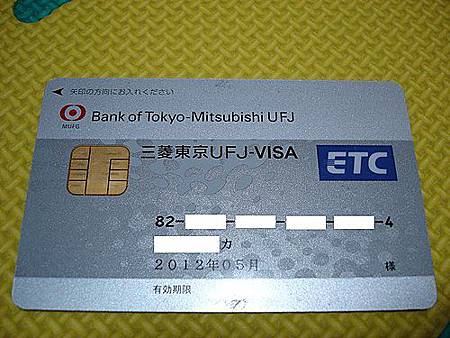 矢印の方向にお入れください
MUFG
Bank of Tokyo-Mitsubishi UFJ
三菱東京UFJ-VISA
ETC
82- - - - -4
カ
2012年05月 様
有効期限